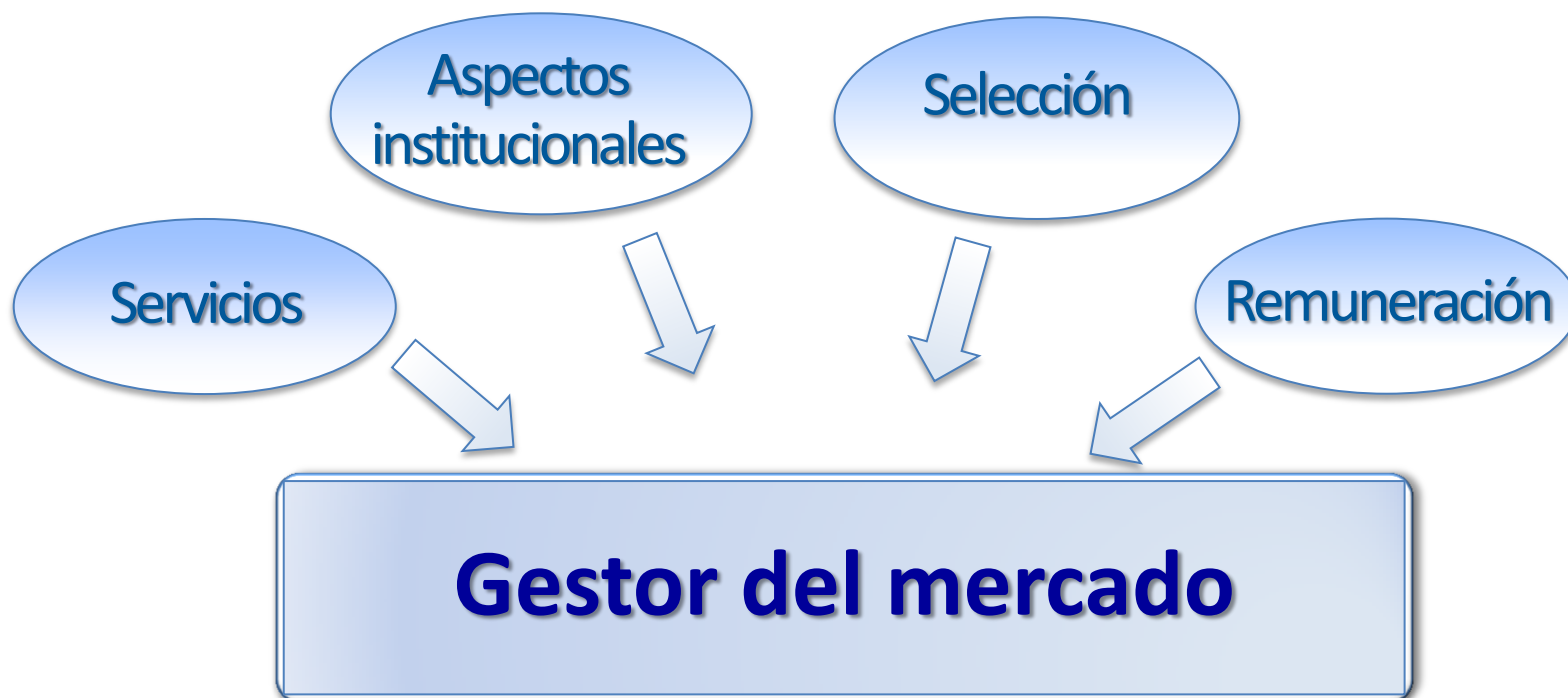 Aspectos
institucionales
Selección
Servicios
Remuneración
Gestor del mercado